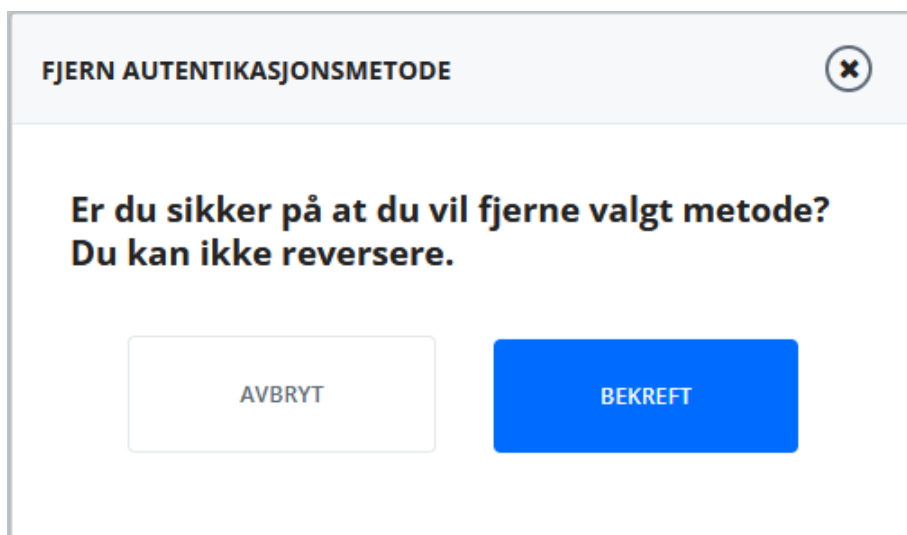 FJERN AUTENTIKASJONSMETODE
Er du sikker på at du vil fjerne valgt metode?
Du kan ikke reversere.
AVBRYT
BEKREFT